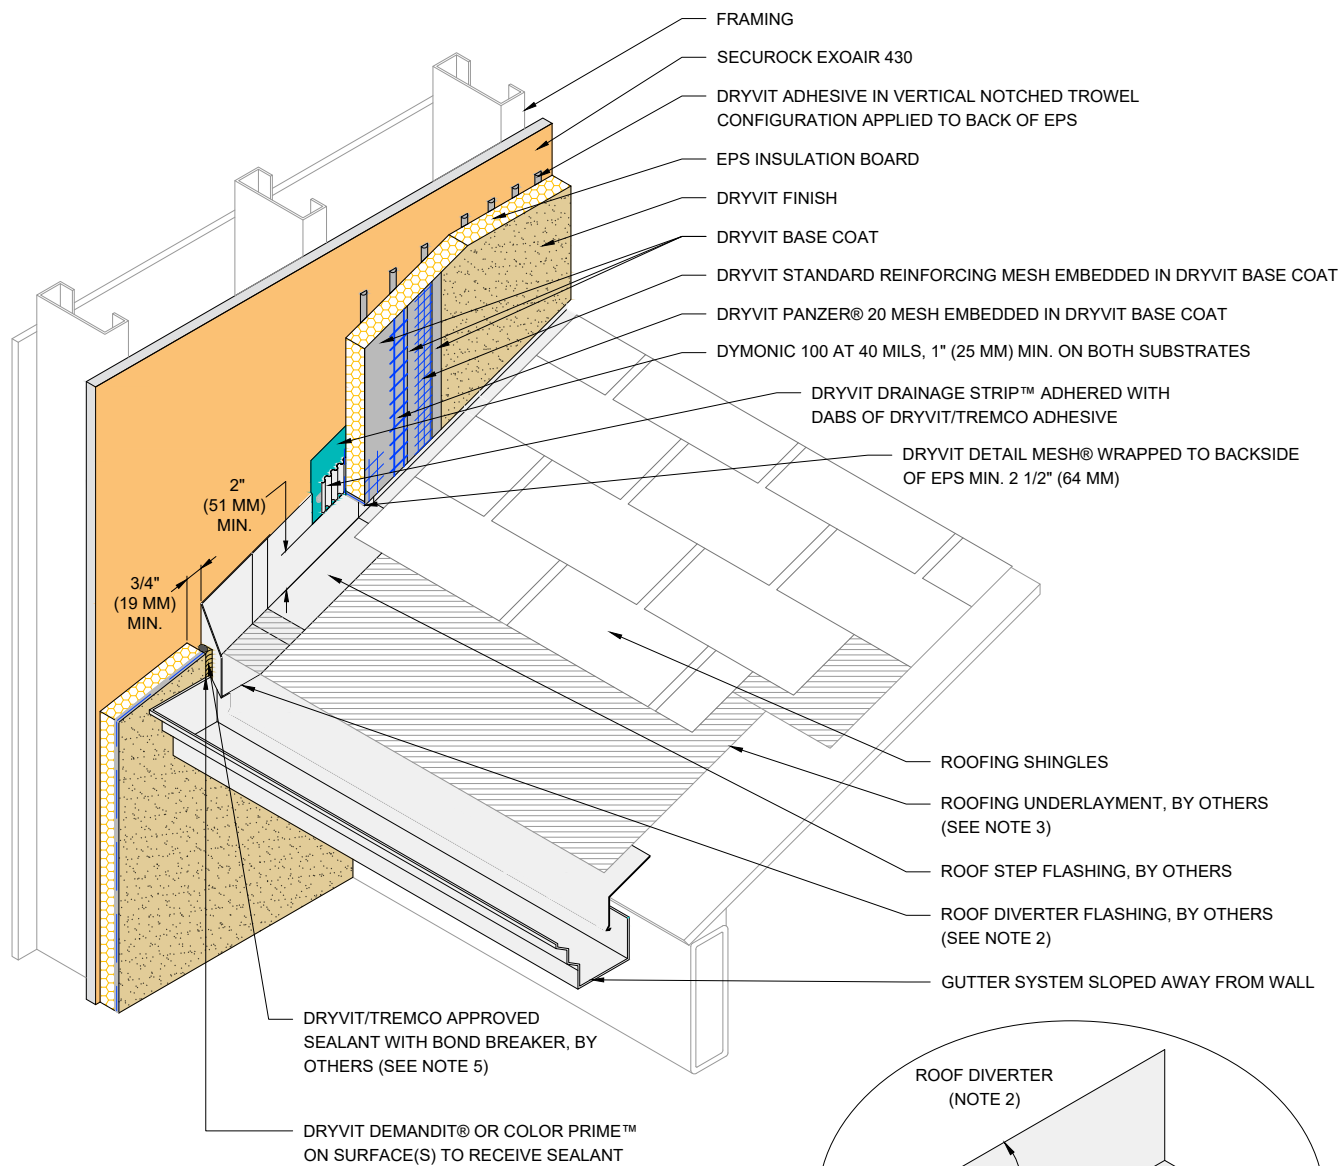 FRAMING
SECUROCK EXOAIR 430
DRYVIT ADHESIVE IN VERTICAL NOTCHED TROWEL
CONFIGURATION APPLIED TO BACK OF EPS
EPS INSULATION BOARD
DRYVIT FINISH
DRYVIT BASE COAT
DRYVIT STANDARD REINFORCING MESH EMBEDDED IN DRYVIT BASE COAT
DRYVIT PANZER® 20 MESH EMBEDDED IN DRYVIT BASE COAT
DYMONIC 100 AT 40 MILS, 1" (25 MM) MIN. ON BOTH SUBSTRATES
DRYVIT DRAINAGE STRIP™ ADHERED WITH
DABS OF DRYVIT/TREMCO ADHESIVE
DRYVIT DETAIL MESH® WRAPPED TO BACKSIDE
OF EPS MIN. 2 1/2" (64 MM)
2"
(51 MM)
MIN.
3/4"
(19 MM)
MIN.
ROOFING SHINGLES
ROOFING UNDERLAYMENT, BY OTHERS
(SEE NOTE 3)
ROOF STEP FLASHING, BY OTHERS
ROOF DIVERTER FLASHING, BY OTHERS
(SEE NOTE 2)
GUTTER SYSTEM SLOPED AWAY FROM WALL
DRYVIT/TREMCO APPROVED
SEALANT WITH BOND BREAKER, BY
OTHERS (SEE NOTE 5)
DRYVIT DEMANDIT® OR COLOR PRIME™
ON SURFACE(S) TO RECEIVE SEALANT
ROOF DIVERTER
(NOTE 2)